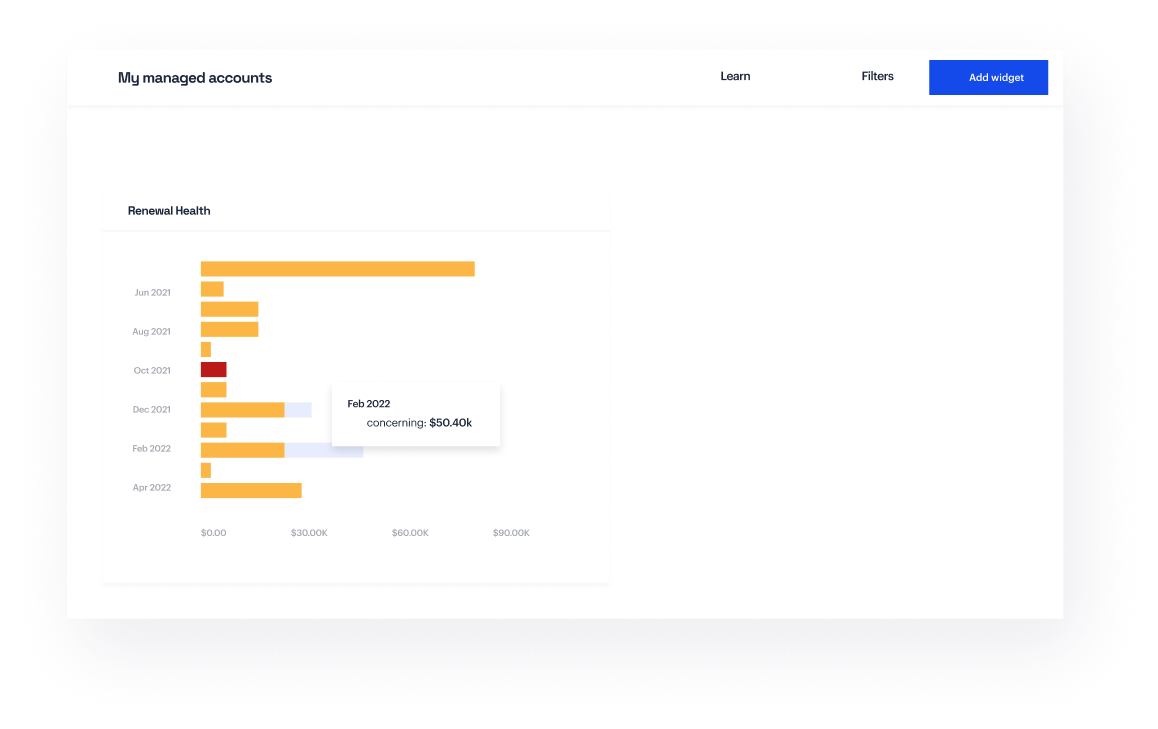 My managed accounts
Learn
Filters
Add widget
Renewal Health
Jun 2021
Aug 2021
Oct 2021
Dec 2021
Feb 2022
Apr 2022
Feb 2022
concerning: $50.40k
$0.00
$30.00K
$60.00K
$90.00K